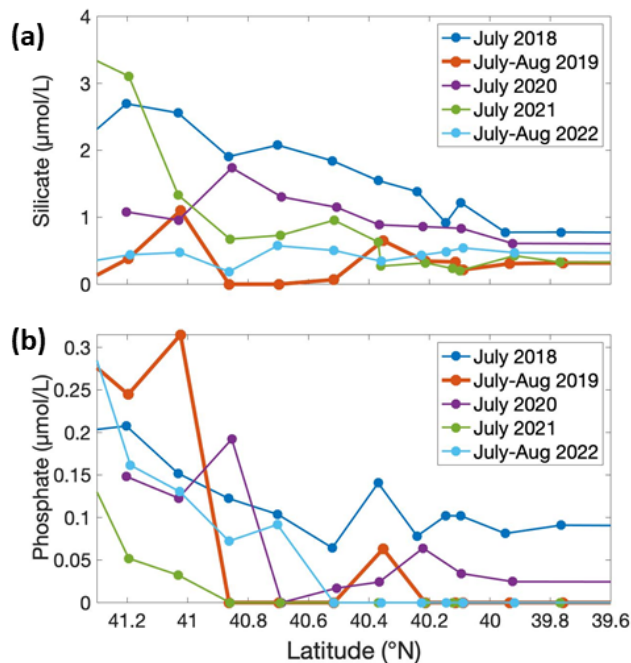 (a)
Silicate (µmol/L)
4
3
2
1
0
July 2018
July-Aug 2019
July 2020
July 2021
July-Aug 2022
(b)
Phosphate (µmol/L)
0.3
0.25
0.2
0.15
0.1
0.05
0
July 2018
July-Aug 2019
July 2020
July 2021
July-Aug 2022
41.2 41 40.8 40.6 40.4 40.2 40 39.8 39.6
Latitude (°N)